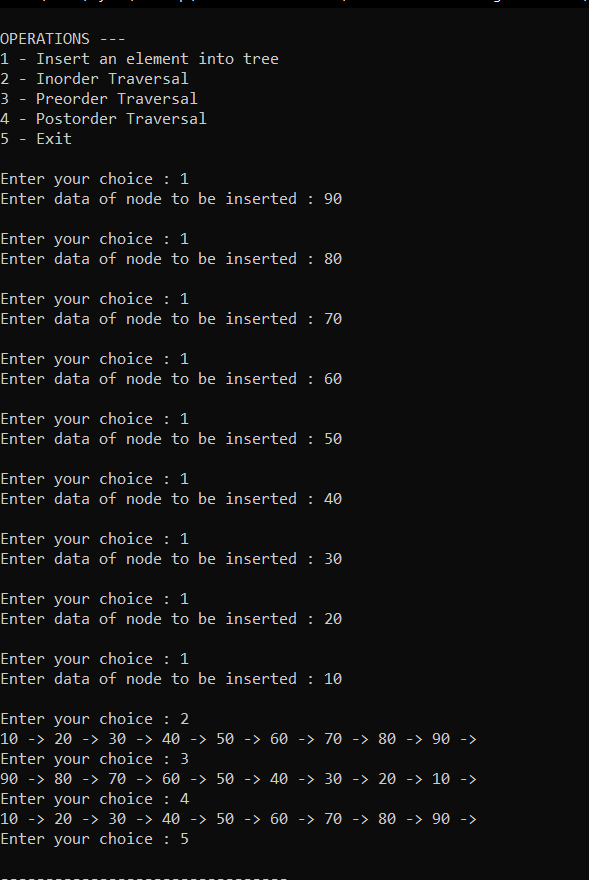 OPERATIONS ---
1 - Insert an element into tree
2 - Inorder Traversal
3 - Preorder Traversal
4 - Postorder Traversal
5 - Exit
Enter your choice : 1
Enter data of node to be inserted : 90
Enter your choice : 1
Enter data of node to be inserted : 80
Enter your choice : 1
Enter data of node to be inserted : 70
Enter your choice : 1
Enter data of node to be inserted : 60
Enter your choice : 1
Enter data of node to be inserted : 50
Enter your choice : 1
Enter data of node to be inserted : 40
Enter your choice : 1
Enter data of node to be inserted : 30
Enter your choice : 1
Enter data of node to be inserted : 20
Enter your choice : 1
Enter data of node to be inserted : 10
Enter your choice : 2
10 -> 20 -> 30 -> 40 -> 50 -> 60 -> 70 -> 80 -> 90 ->
Enter your choice : 3
90 -> 80 -> 70 -> 60 -> 50 -> 40 -> 30 -> 20 -> 10 ->
Enter your choice : 4
10 -> 20 -> 30 -> 40 -> 50 -> 60 -> 70 -> 80 -> 90 ->
Enter your choice : 5
--------------------------------